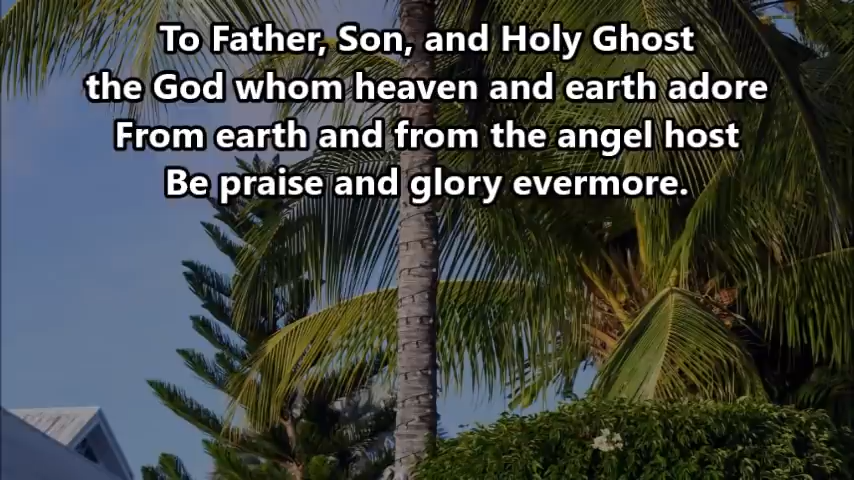 To Father, Son, and Holy Ghost
the God whom heaven and earth adore
From earth and from the angel host
Be praise and glory evermore.